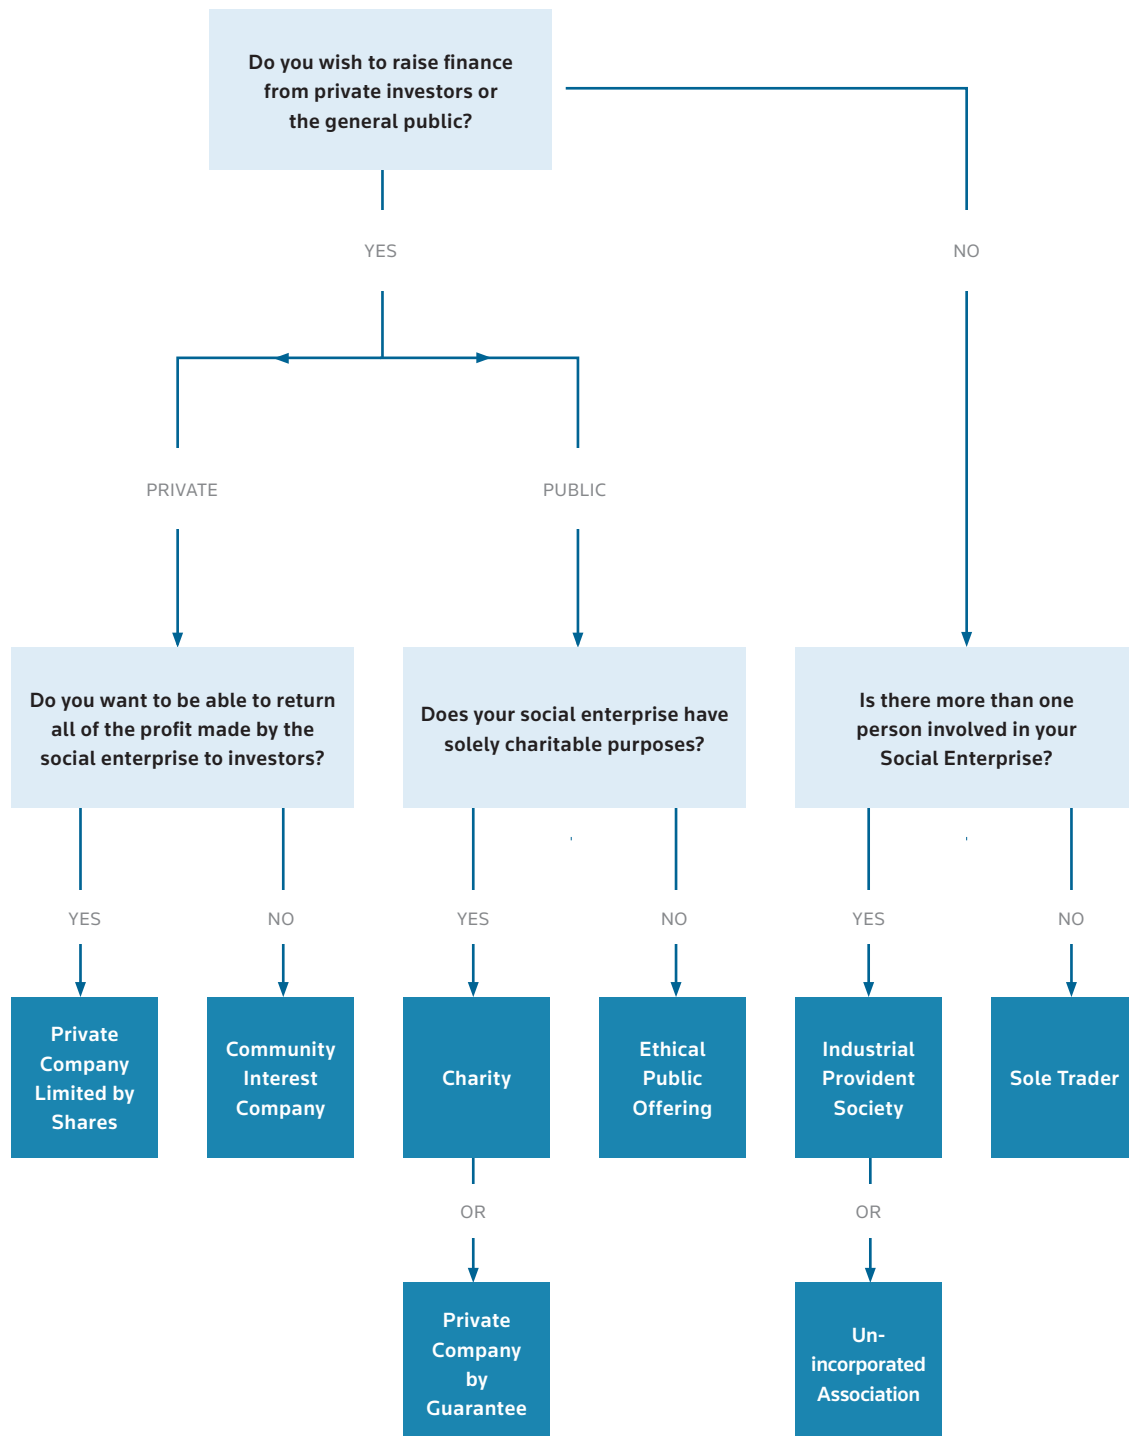 Do you wish to raise finance
from private investors or
the general public?
YES
NO
PRIVATE
PUBLIC
Do you want to be able to return
all of the profit made by the
social enterprise to investors?
Does your social enterprise have
solely charitable purposes?
Is there more than one
person involved in your
Social Enterprise?
YES
NO
YES
NO
YES
NO
Private
Company
Limited by
Shares
Community
Interest
Company
Charity
Ethical
Public
Offering
Industrial
Provident
Society
Sole Trader
OR
OR
Private
Company
by
Guarantee
Un-
incorporated
Association